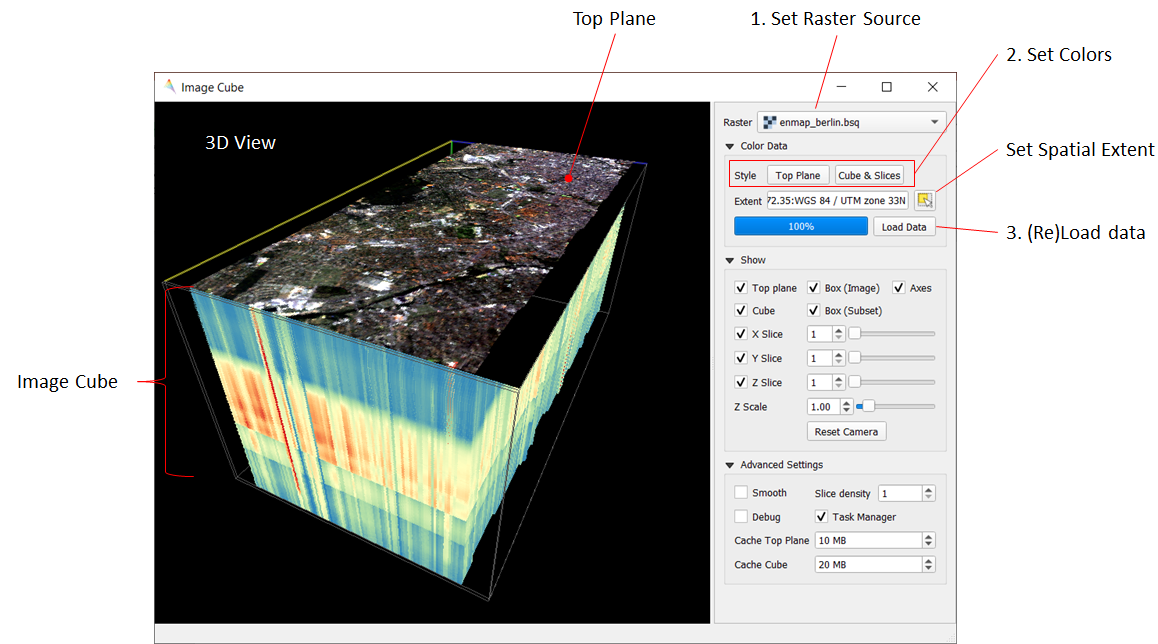 Top Plane
1. Set Raster Source
2. Set Colors
Image Cube
3D View
Raster enmap_berlin.bsq
Color Data
Set Spatial Extent
Style Top Plane Cube & Slices
Extent 72.35:WGS 84 / UTM zone 33N
100% Load Data
3. (Re)Load data
Show
Top plane Box (Image) Axes
Cube Box (Subset)
X Slice 1
Y Slice 1
Image Cube
Z Slice 1
Z Scale 1.00
Reset Camera
Advanced Settings
Smooth Slice density 1
Debug Task Manager
Cache Top Plane 10 MB
Cache Cube 20 MB